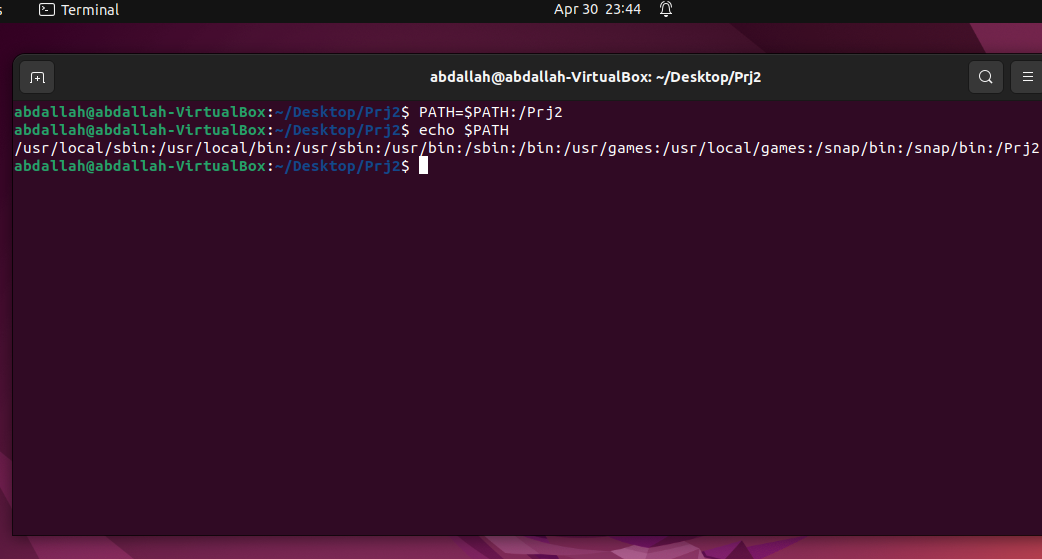 Terminal
Apr 30 23:44
abdallah@abdallah-VirtualBox: ~/Desktop/Prj2
abdallah@abdallah-VirtualBox:~/Desktop/Prj2$ PATH=$PATH:/Prj2
abdallah@abdallah-VirtualBox:~/Desktop/Prj2$ echo $PATH
/usr/local/sbin:/usr/local/bin:/usr/sbin:/usr/bin:/sbin:/bin:/usr/games:/usr/local/games:/snap/bin:/snap/bin:/Prj2
abdallah@abdallah-VirtualBox:~/Desktop/Prj2$